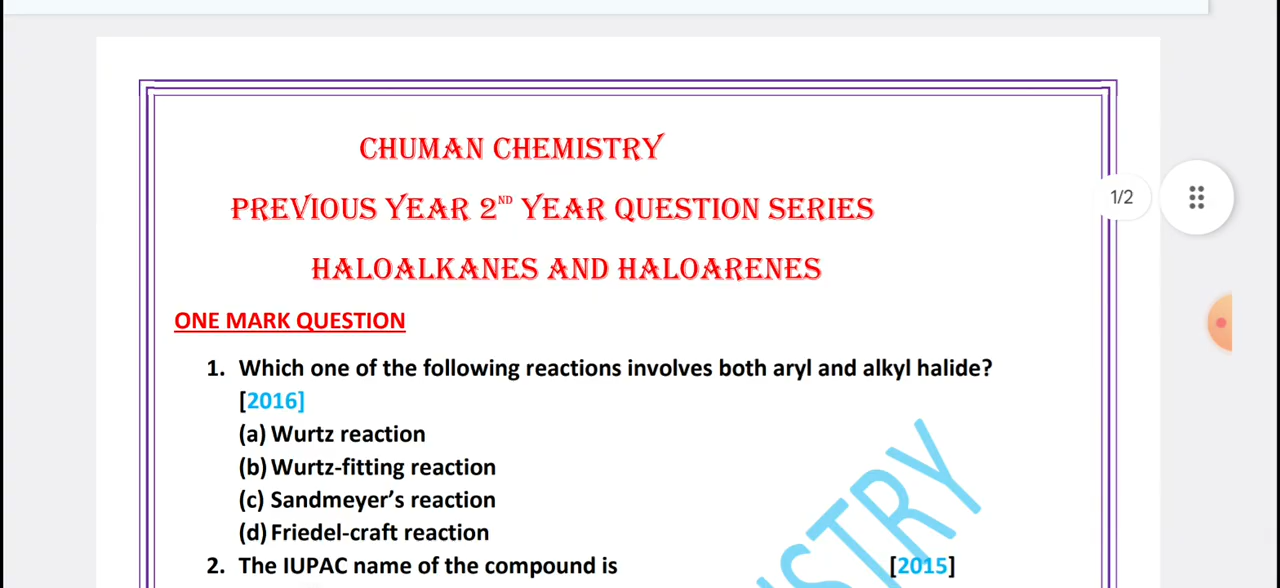 CHUMAN CHEMISTRY
PREVIOUS YEAR 2ND YEAR QUESTION SERIES
1/2
HALOALKANES AND HALOARENES
ONE MARK QUESTION
1. Which one of the following reactions involves both aryl and alkyl halide?
[2016]
(a) Wurtz reaction
(b) Wurtz-fitting reaction
(c) Sandmeyer’s reaction
(d) Friedel-craft reaction
2. The IUPAC name of the compound is [2015]
STRY